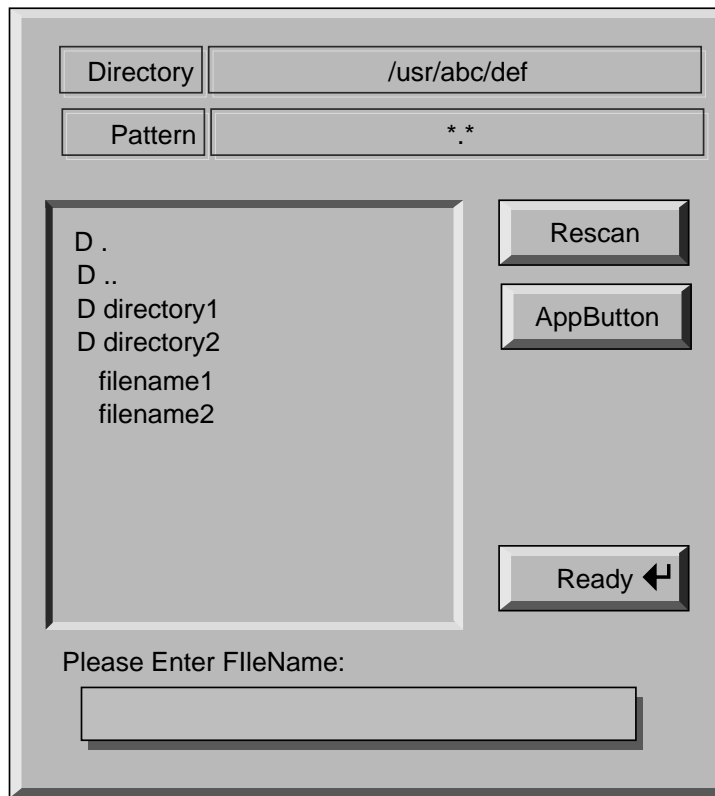 Directory /usr/abc/def
Pattern *.*
D .
D ..
D directory1
D directory2
filename1
filename2
Rescan
AppButton
Ready
Please Enter FIleName: